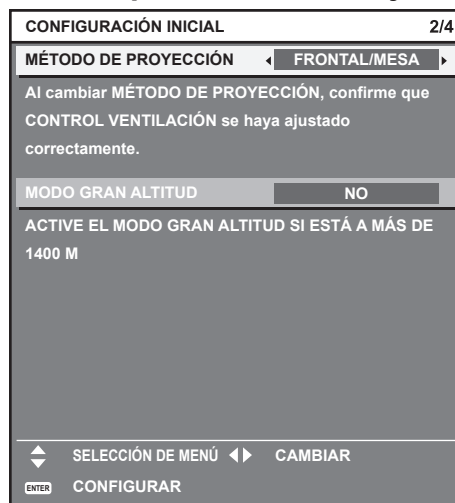 CONFIGURACIÓN INICIAL 2/4
MÉTODO DE PROYECCIÓN FRONTAL/MESA
Al cambiar MÉTODO DE PROYECCIÓN, confirme que
CONTROL VENTILACIÓN se haya ajustado
correctamente.
MODO GRAN ALTITUD NO
ACTIVE EL MODO GRAN ALTITUD SI ESTÁ A MÁS DE
1400 M
SELECCIÓN DE MENÚ CAMBIAR
ENTER CONFIGURAR